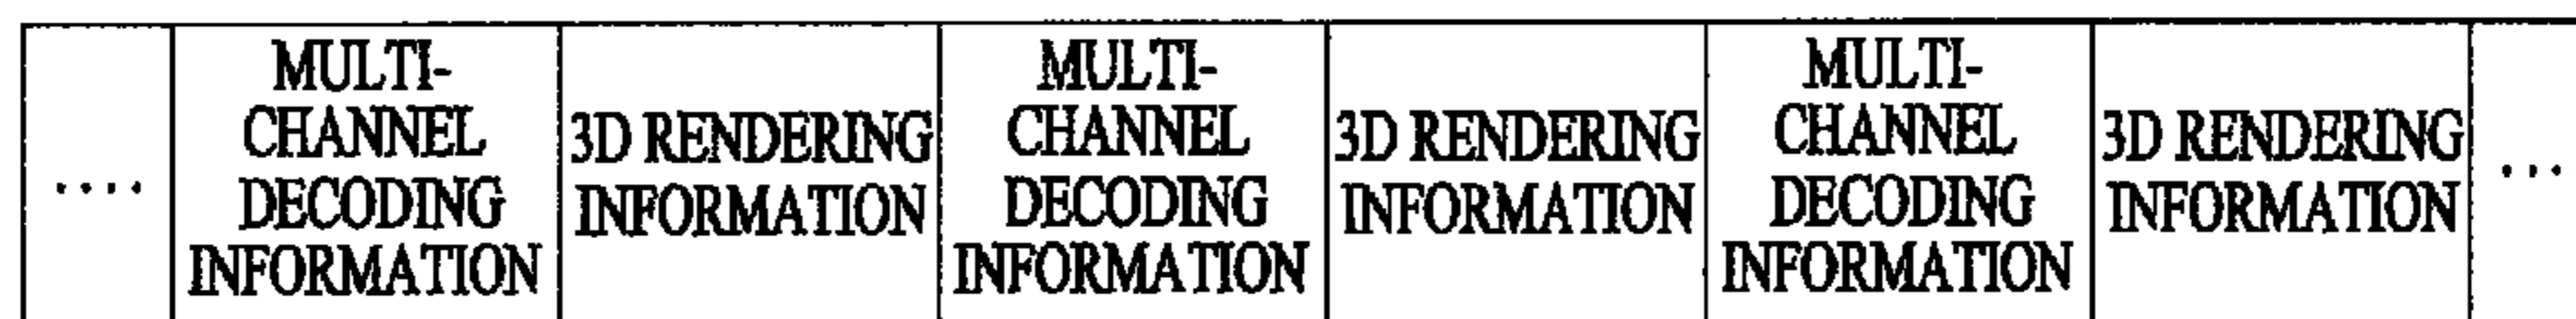 ....
MULTI-
CHANNEL
DECODING
INFORMATION
3D RENDERING
INFORMATION
MULTI-
CHANNEL
DECODING
INFORMATION
3D RENDERING
INFORMATION
MULTI-
CHANNEL
DECODING
INFORMATION
3D RENDERING
INFORMATION
...